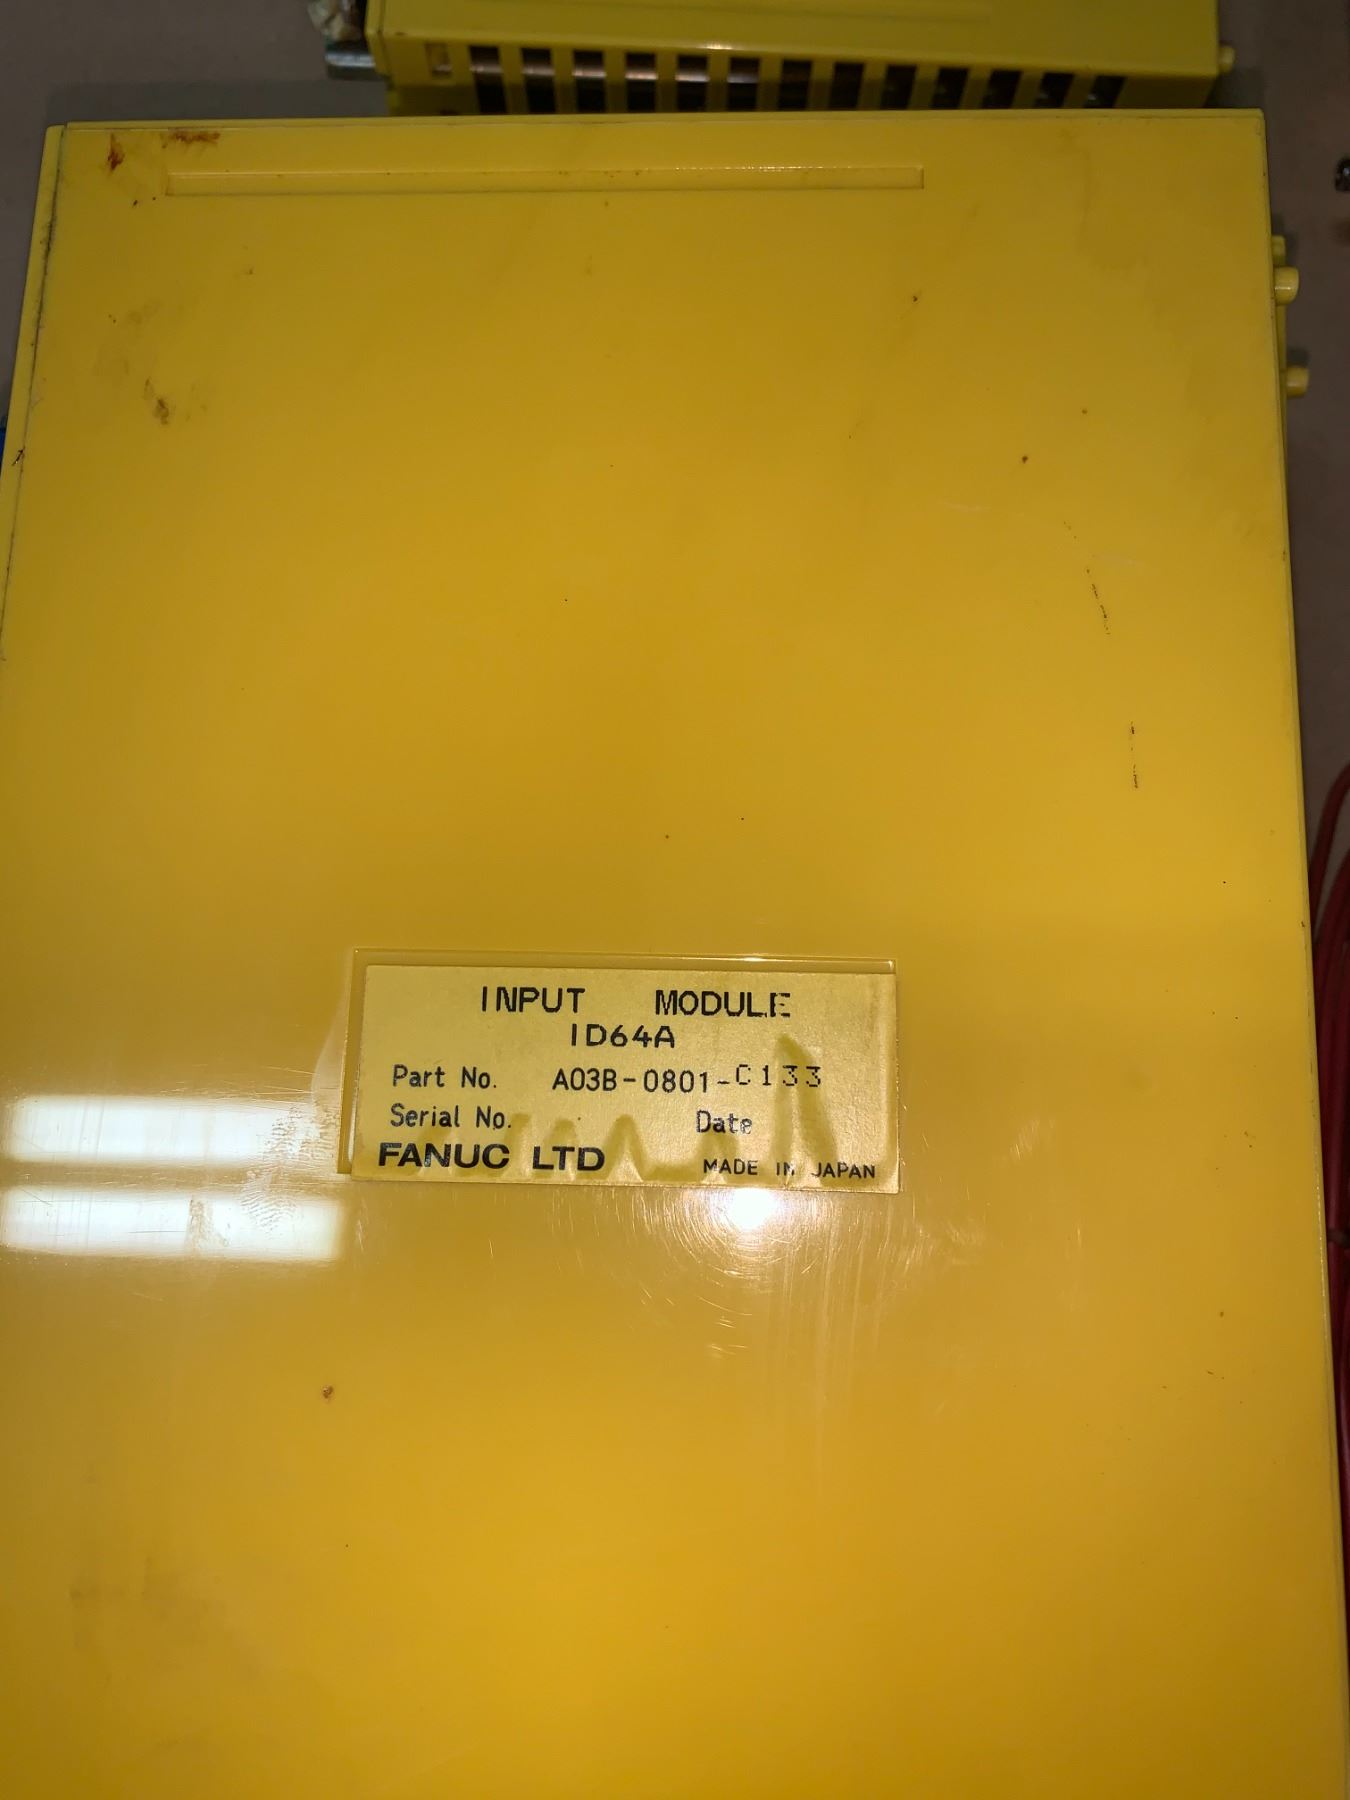 INPUT MODULE
ID64A
Part No. A03B-0801-C133
Serial No. Date
FANUC LTD MADE IN JAPAN